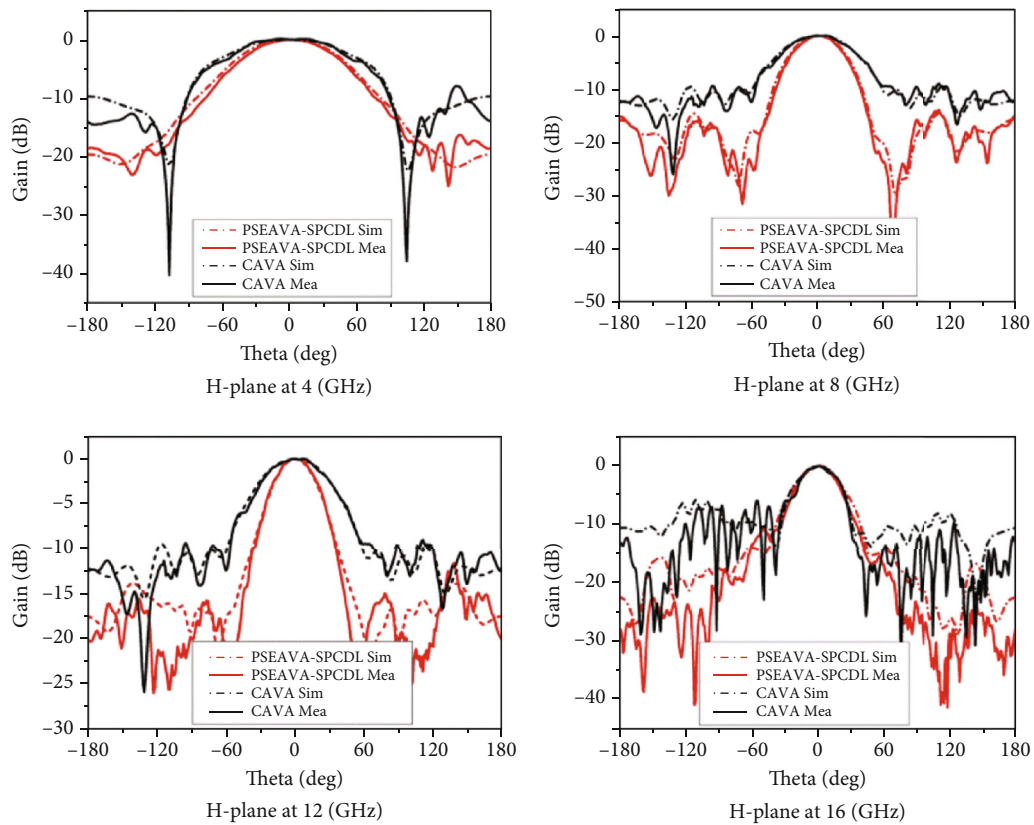 0
−10
−20
−30
−40
Gain (dB)
PSEAVA-SPCDL Sim
PSEAVA-SPCDL Mea
CAVA Sim
CAVA Mea
−180 −120 −60 0 60 120 180
Theta (deg)
H-plane at 4 (GHz)
0
−10
−20
−30
−40
−50
Gain (dB)
PSEAVA-SPCDL Sim
PSEAVA-SPCDL Mea
CAVA Sim
CAVA Mea
−180 −120 −60 0 60 120 180
Theta (deg)
H-plane at 8 (GHz)
0
−5
−10
−15
−20
−25
−30
Gain (dB)
PSEAVA-SPCDL Sim
PSEAVA-SPCDL Mea
CAVA Sim
CAVA Mea
−180 −120 −60 0 60 120 180
Theta (deg)
H-plane at 12 (GHz)
0
−10
−20
−30
−40
Gain (dB)
PSEAVA-SPCDL Sim
PSEAVA-SPCDL Mea
CAVA Sim
CAVA Mea
−180 −120 −60 0 60 120 180
Theta (deg)
H-plane at 16 (GHz)